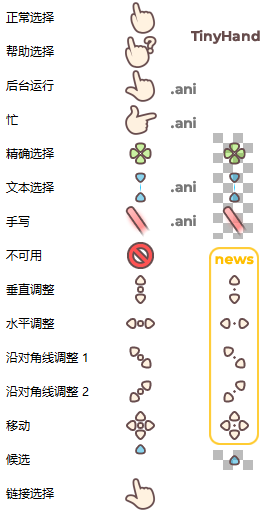 正常选择
TinyHand
帮助选择
后台运行
.ani
忙
.ani
精确选择
文本选择
.ani
手写
.ani
不可用
news
垂直调整
水平调整
沿对角线调整 1
沿对角线调整 2
移动
候选
链接选择